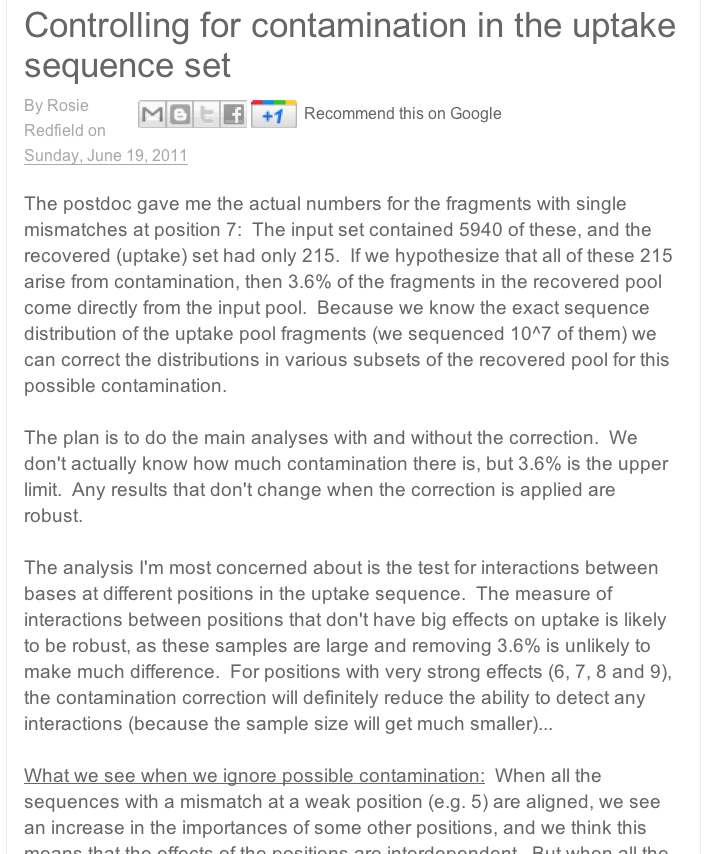 Controlling for contamination in the uptake
sequence set
By Rosie
Redfield on
Sunday, June 19, 2011
+1 Recommend this on Google
The postdoc gave me the actual numbers for the fragments with single
mismatches at position 7:  The input set contained 5940 of these, and the
recovered (uptake) set had only 215.  If we hypothesize that all of these 215
arise from contamination, then 3.6% of the fragments in the recovered pool
come directly from the input pool.  Because we know the exact sequence
distribution of the uptake pool fragments (we sequenced 10^7 of them) we
can correct the distributions in various subsets of the recovered pool for this
possible contamination.
The plan is to do the main analyses with and without the correction.  We
don't actually know how much contamination there is, but 3.6% is the upper
limit.  Any results that don't change when the correction is applied are
robust.
The analysis I'm most concerned about is the test for interactions between
bases at different positions in the uptake sequence.  The measure of
interactions between positions that don't have big effects on uptake is likely
to be robust, as these samples are large and removing 3.6% is unlikely to
make much difference.  For positions with very strong effects (6, 7, 8 and 9),
the contamination correction will definitely reduce the ability to detect any
interactions (because the sample size will get much smaller)...
What we see when we ignore possible contamination:  When all the
sequences with a mismatch at a weak position (e.g. 5) are aligned, we see
an increase in the importances of some other positions, and we think this
means that the effects of the positions are interdependent.  But when all the